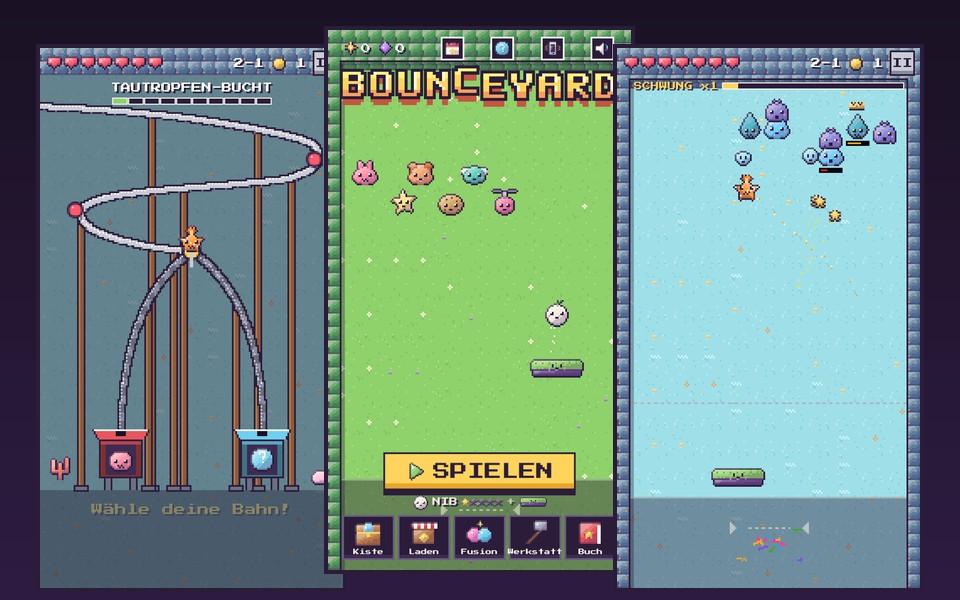 2-1 1
TAUTROPFEN-BUCHT
Wähle deine Bahn!
0 0
BOUNCEYARD
SPIELEN
NIB
Kiste Laden Fusion Werkstatt Buch
2-1 1
SCHWUNG x1